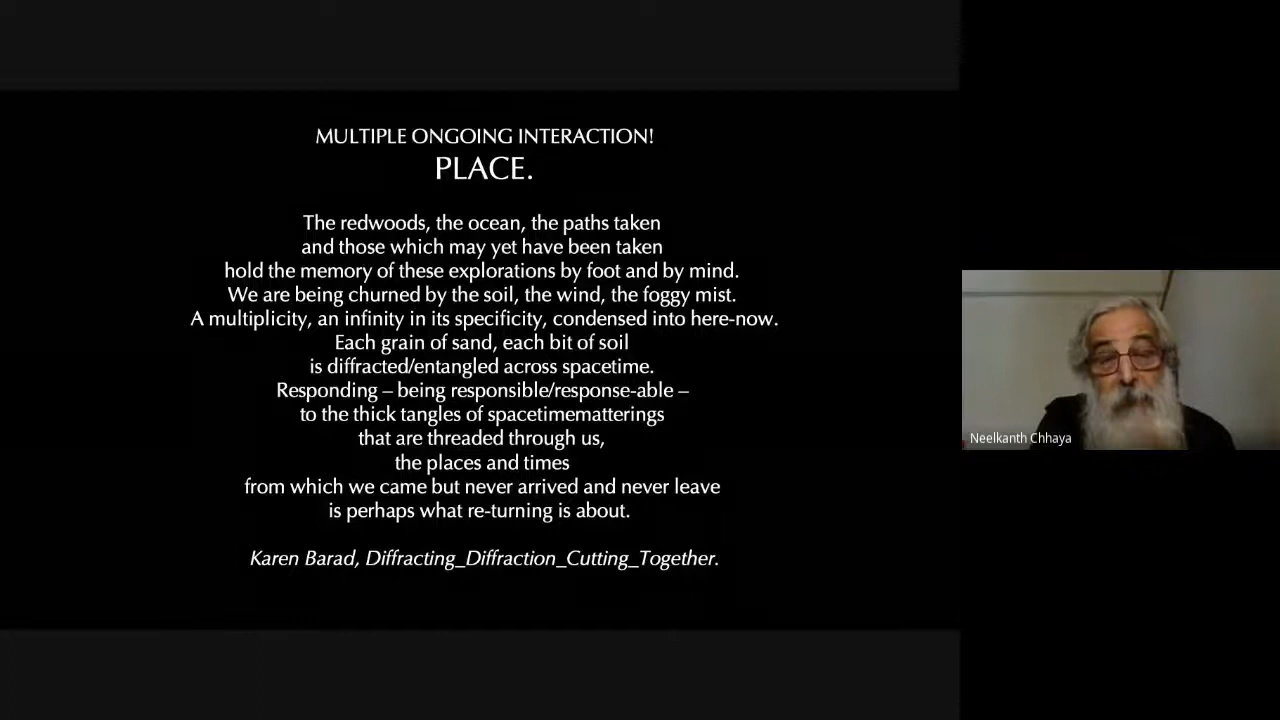 MULTIPLE ONGOING INTERACTION!
PLACE.
The redwoods, the ocean, the paths taken
and those which may yet have been taken
hold the memory of these explorations by foot and by mind.
We are being churned by the soil, the wind, the foggy mist.
A multiplicity, an infinity in its specificity, condensed into here-now.
Each grain of sand, each bit of soil
is diffracted/entangled across spacetime.
Responding – being responsible/response-able –
to the thick tangles of spacetimematterings
that are threaded through us,
the places and times
from which we came but never arrived and never leave
is perhaps what re-turning is about.
Karen Barad, Diffracting_Diffraction_Cutting_Together.
Neelkanth Chhaya